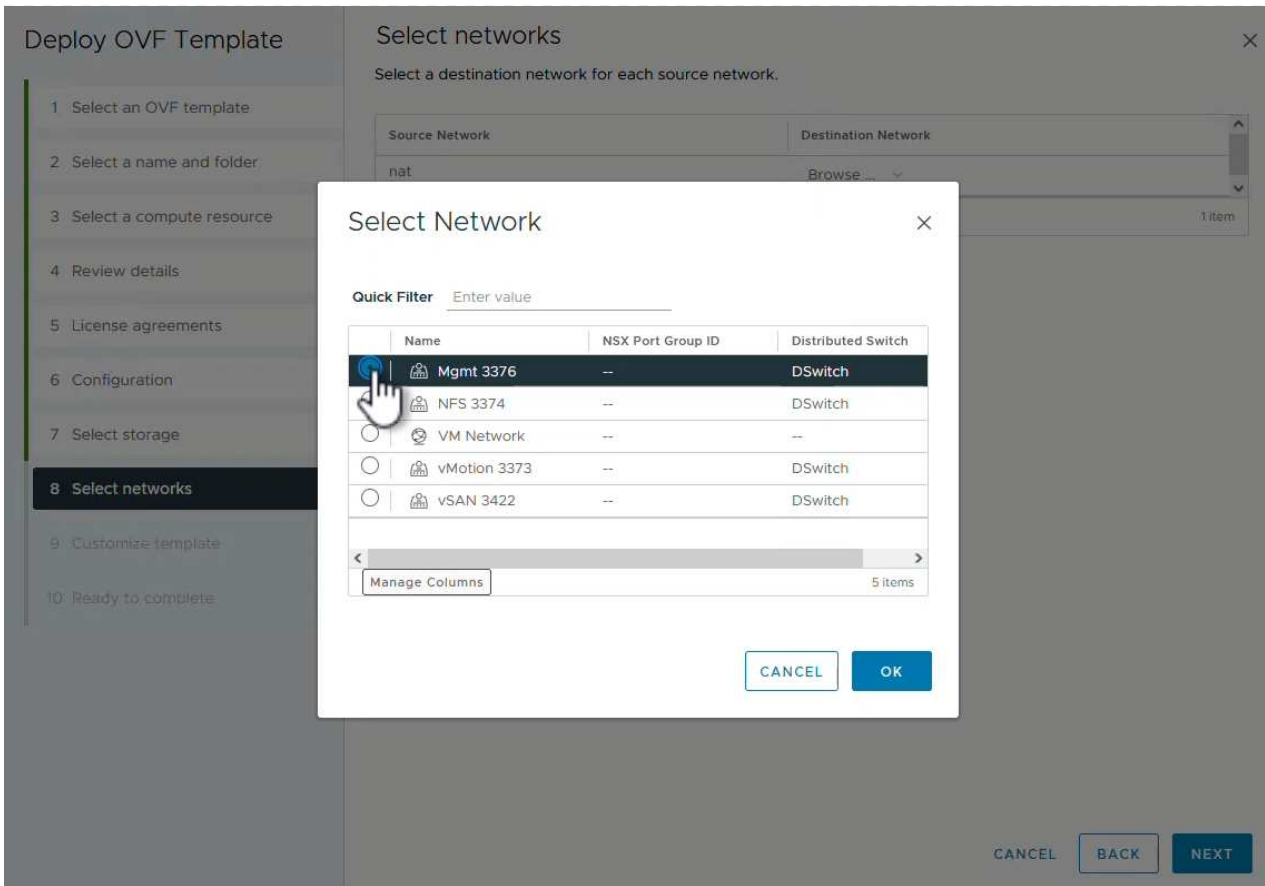 Deploy OVF Template
1 Select an OVF template
2 Select a name and folder
3 Select a compute resource
4 Review details
5 License agreements
6 Configuration
7 Select storage
8 Select networks
9 Customize template
10 Ready to complete
Select networks
Select a destination network for each source network.
Source Network Destination Network
nat Browse ...
1 item
Select Network
Quick Filter Enter value
Name NSX Port Group ID Distributed Switch
Mgmt 3376 -- DSwitch
NFS 3374 -- DSwitch
VM Network -- --
vMotion 3373 -- DSwitch
vSAN 3422 -- DSwitch
Manage Columns 5 items
CANCEL OK
CANCEL BACK NEXT